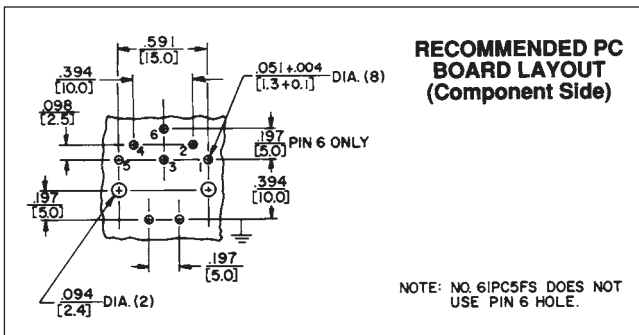 .591
[15.0]
.394
[10.0]
.098
[2.5]
.051+.004
[1.3+0.1] DIA. (8)
RECOMMENDED PC
BOARD LAYOUT
(Component Side)
.197
[5.0] PIN 6 ONLY
6
4 2
5 3 1
.394
[10.0]
.197
[5.0]
.197
[5.0]
.094
[2.4] DIA. (2)
NOTE: NO. 61PC5FS DOES NOT
USE PIN 6 HOLE.